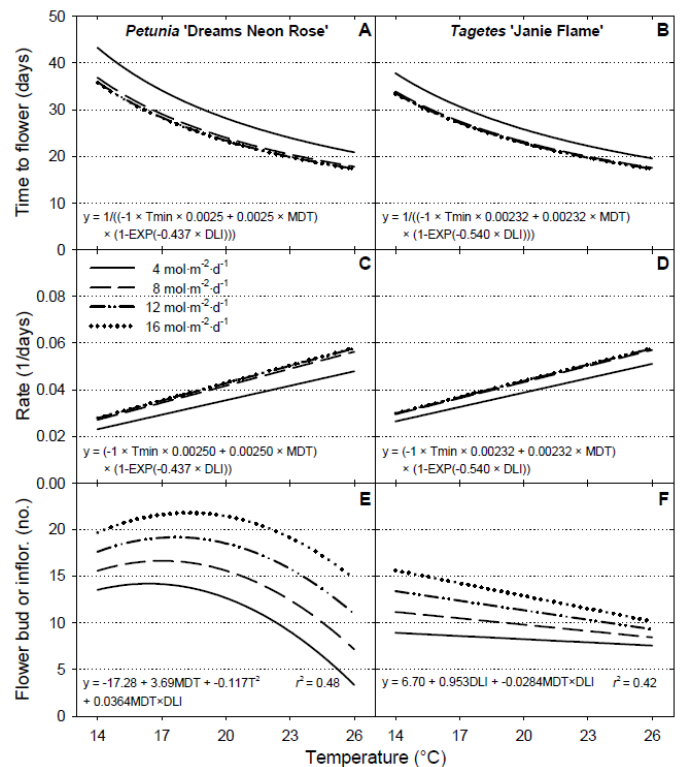 Petunia 'Dreams Neon Rose' A
Tagetes 'Janie Flame' B
Time to flower (days)
50
40
30
20
10
0
y = 1/((-1 × Tmin × 0.0025 + 0.0025 × MDT)
× (1-EXP(-0.437 × DLI)))
y = 1/((-1 × Tmin × 0.00232 + 0.00232 × MDT)
× (1-EXP(-0.540 × DLI)))
C
D
4 mol·m⁻²·d⁻¹
8 mol·m⁻²·d⁻¹
12 mol·m⁻²·d⁻¹
16 mol·m⁻²·d⁻¹
Rate (1/days)
0.08
0.06
0.04
0.02
0.00
y = (-1 × Tmin × 0.00250 + 0.00250 × MDT)
× (1-EXP(-0.437 × DLI))
y = (-1 × Tmin × 0.00232 + 0.00232 × MDT)
× (1-EXP(-0.540 × DLI))
E
F
Flower bud or inflor. (no.)
20
15
10
5
0
y = -17.28 + 3.69MDT + -0.117T² r² = 0.48
+ 0.0364MDT×DLI
y = 6.70 + 0.953DLI + -0.0284MDT×DLI r² = 0.42
14 17 20 23 26 14 17 20 23 26
Temperature (°C)